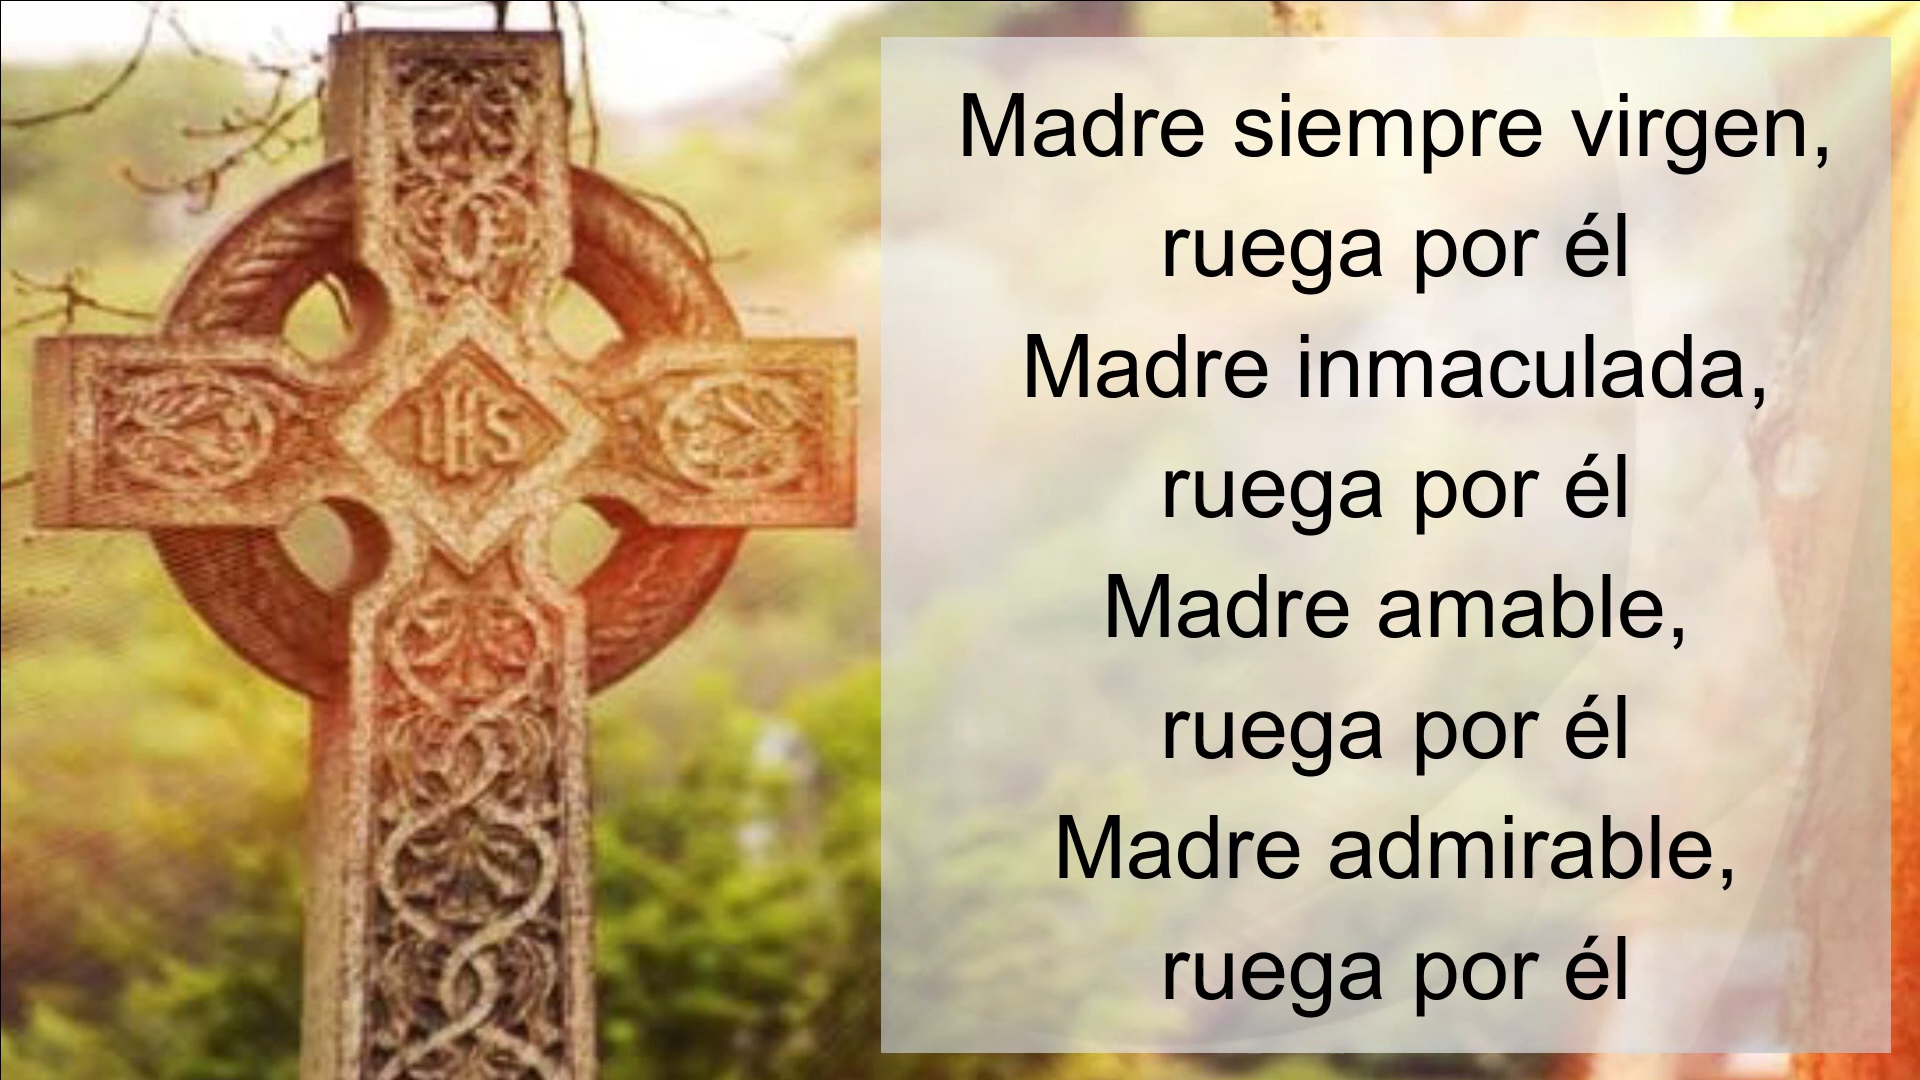 IHS
Madre siempre virgen,
ruega por él
Madre inmaculada,
ruega por él
Madre amable,
ruega por él
Madre admirable,
ruega por él